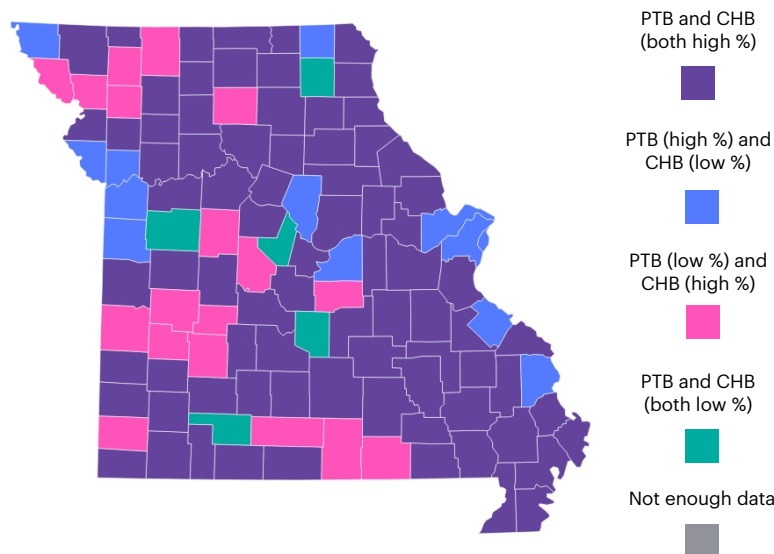 PTB and CHB
(both high %)
PTB (high %) and
CHB (low %)
PTB (low %) and
CHB (high %)
PTB and CHB
(both low %)
Not enough data